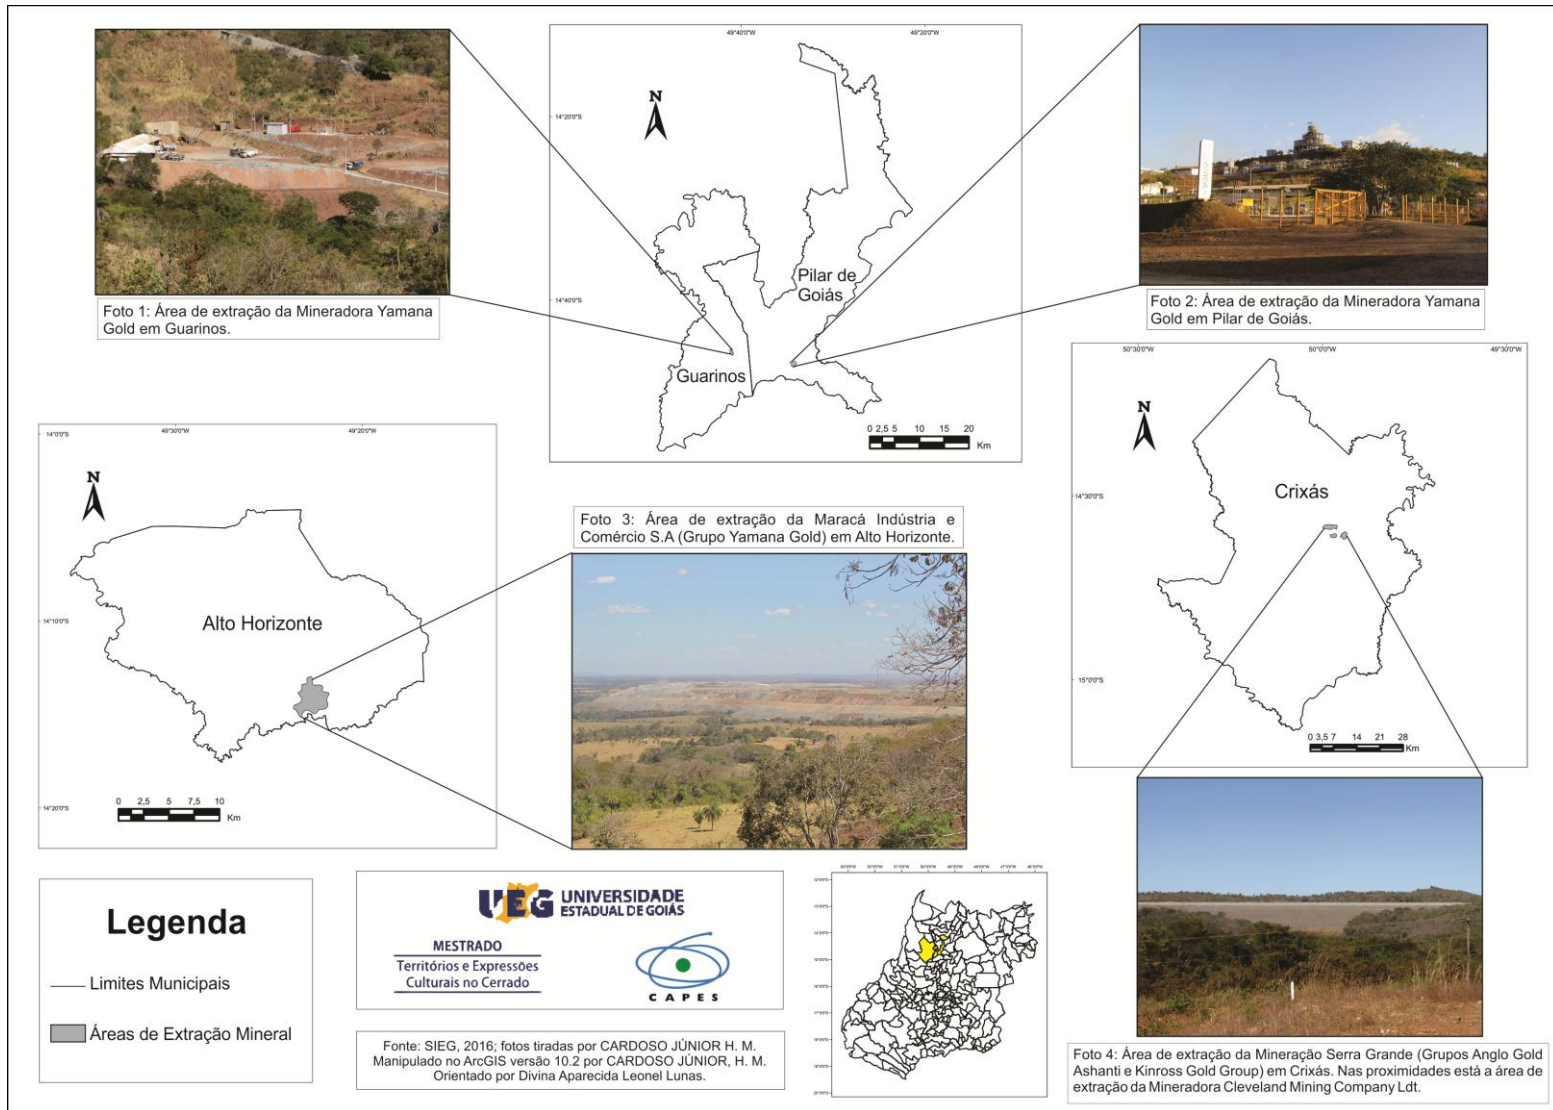 49°40'0"W
49°20'0"W
N
14°20'0"S
14°40'0"S
Pilar de
Goiás
Guarinos
0 2,5 5 10 15 20
Km
Foto 1: Área de extração da Mineradora Yamana
Gold em Guarinos.
Foto 2: Área de extração da Mineradora Yamana
Gold em Pilar de Goiás.
50°30'0"W
50°0'0"W
49°30'0"W
N
14°30'0"S
15°0'0"S
Crixás
0 3,5 7 14 21 28
Km
49°30'0"W
49°20'0"W
14°0'0"S
N
14°10'0"S
Alto Horizonte
14°20'0"S
0 2,5 5 7,5 10
Km
Foto 3: Área de extração da Maracá Indústria e
Comércio S.A (Grupo Yamana Gold) em Alto Horizonte.
Legenda
Limites Municipais
Áreas de Extração Mineral
UEG UNIVERSIDADE
ESTADUAL DE GOIÁS
MESTRADO
Territórios e Expressões
Culturais no Cerrado
CAPES
Fonte: SIEG, 2016; fotos tiradas por CARDOSO JÚNIOR H. M.
Manipulado no ArcGIS versão 10.2 por CARDOSO JÚNIOR, H. M.
Orientado por Divina Aparecida Leonel Lunas.
Foto 4: Área de extração da Mineração Serra Grande (Grupos Anglo Gold
Ashanti e Kinross Gold Group) em Crixás. Nas proximidades está a área de
extração da Mineradora Cleveland Mining Company Ldt.